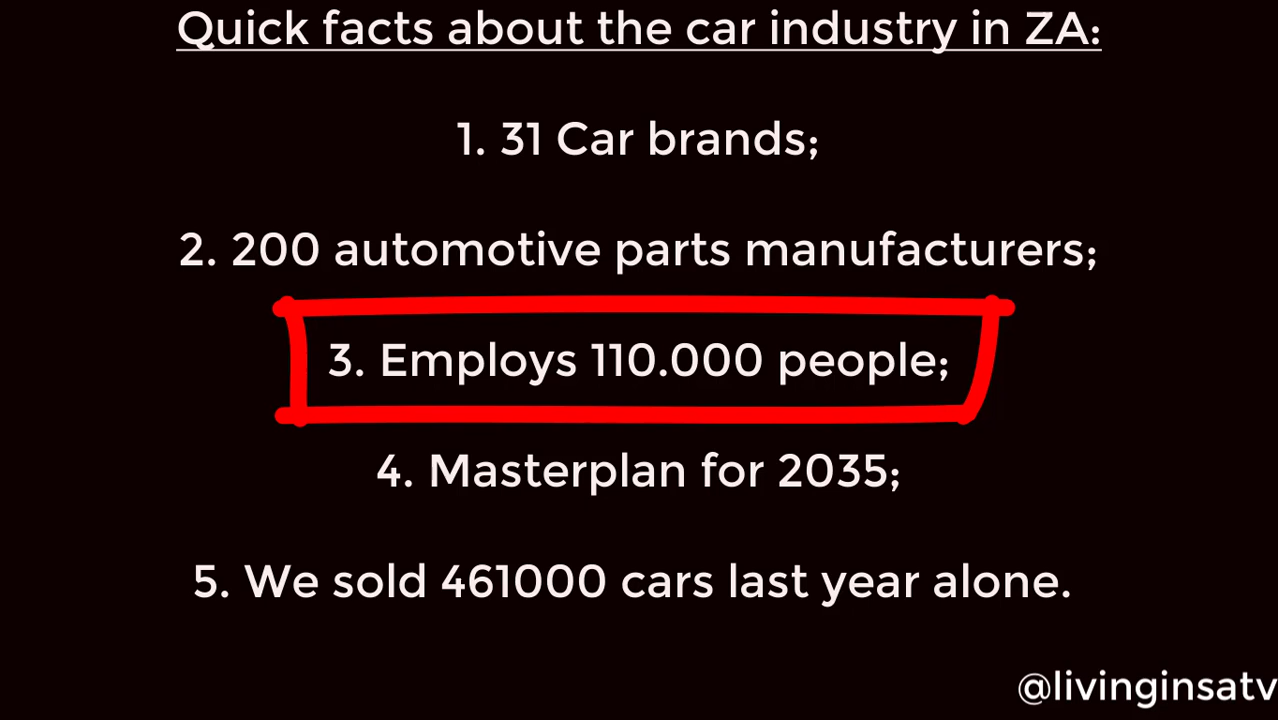 Quick facts about the car industry in ZA:
1. 31 Car brands;
2. 200 automotive parts manufacturers;
3. Employs 110.000 people;
4. Masterplan for 2035;
5. We sold 461000 cars last year alone.
@livinginsatv